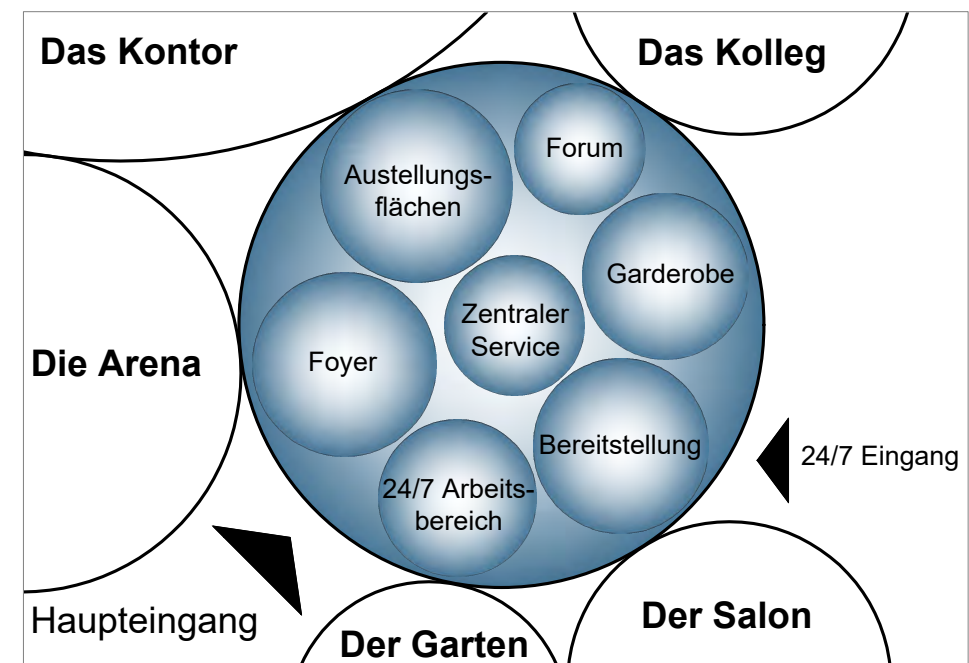 Das Kontor
Das Kolleg
Forum
Austellungs-
flächen
Garderobe
Zentraler
Service
Die Arena
Foyer
Bereitstellung
24/7 Eingang
24/7 Arbeits-
bereich
Haupteingang
Der Salon
Der Garten